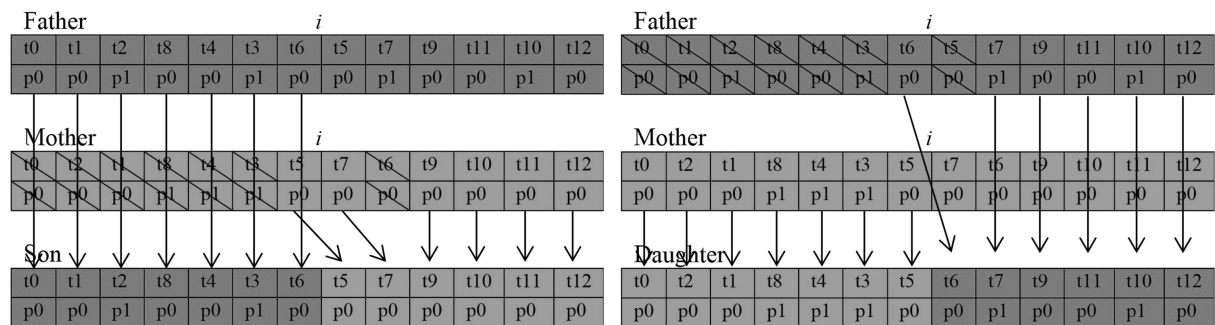 Father i
t0 t1 t2 t8 t4 t3 t6 t5 t7 t9 t11 t10 t12
p0 p0 p1 p0 p0 p1 p0 p0 p1 p0 p0 p1 p0
Mother i
t0 t2 t1 t8 t4 t3 t5 t7 t6 t9 t10 t11 t12
p0 p0 p0 p1 p1 p1 p0 p0 p0 p0 p0 p0 p0
Son
t0 t1 t2 t8 t4 t3 t6 t5 t7 t9 t10 t11 t12
p0 p0 p1 p0 p0 p1 p0 p0 p0 p0 p0 p0 p0
Father i
t0 t1 t2 t8 t4 t3 t6 t5 t7 t9 t11 t10 t12
p0 p0 p1 p0 p0 p1 p0 p0 p1 p0 p0 p1 p0
Mother i
t0 t2 t1 t8 t4 t3 t5 t7 t6 t9 t10 t11 t12
p0 p0 p0 p1 p1 p1 p0 p0 p0 p0 p0 p0 p0
Daughter
t0 t2 t1 t8 t4 t3 t5 t6 t7 t9 t11 t10 t12
p0 p0 p0 p1 p1 p1 p0 p0 p1 p0 p0 p1 p0